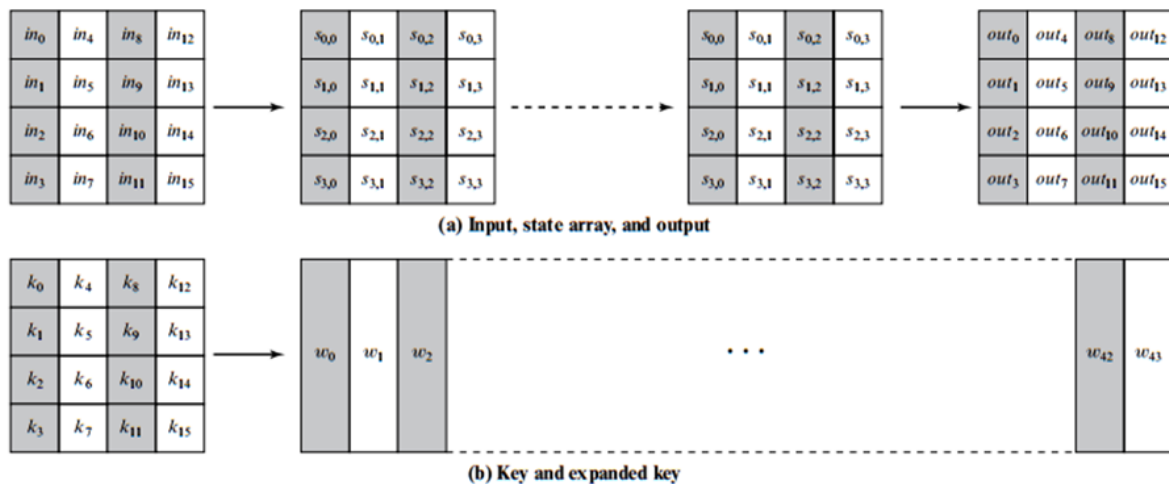 in₀ in₄ in₈ in₁₂ s₀,₀ s₀,₁ s₀,₂ s₀,₃ s₀,₀ s₀,₁ s₀,₂ s₀,₃ out₀ out₄ out₈ out₁₂
in₁ in₅ in₉ in₁₃ s₁,₀ s₁,₁ s₁,₂ s₁,₃ s₁,₀ s₁,₁ s₁,₂ s₁,₃ out₁ out₅ out₉ out₁₃
in₂ in₆ in₁₀ in₁₄ s₂,₀ s₂,₁ s₂,₂ s₂,₃ s₂,₀ s₂,₁ s₂,₂ s₂,₃ out₂ out₆ out₁₀ out₁₄
in₃ in₇ in₁₁ in₁₅ s₃,₀ s₃,₁ s₃,₂ s₃,₃ s₃,₀ s₃,₁ s₃,₂ s₃,₃ out₃ out₇ out₁₁ out₁₅
(a) Input, state array, and output
k₀ k₄ k₈ k₁₂
k₁ k₅ k₉ k₁₃
w₀ w₁ w₂ • • • w₄₂ w₄₃
k₂ k₆ k₁₀ k₁₄
k₃ k₇ k₁₁ k₁₅
(b) Key and expanded key